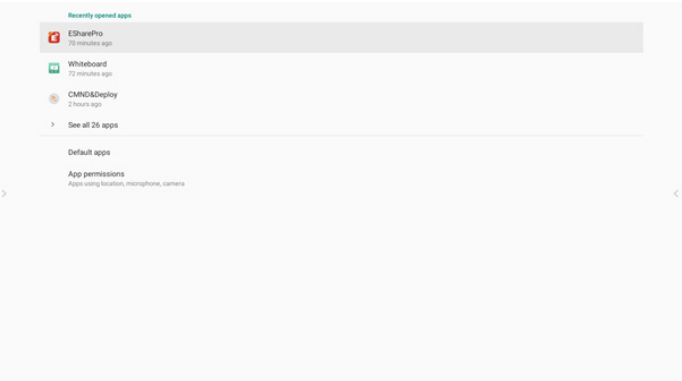 Recently opened apps
ESharePro
70 minutes ago
Whiteboard
72 minutes ago
CMND&Deploy
2 hours ago
See all 26 apps
Default apps
App permissions
Apps using location, microphone, camera